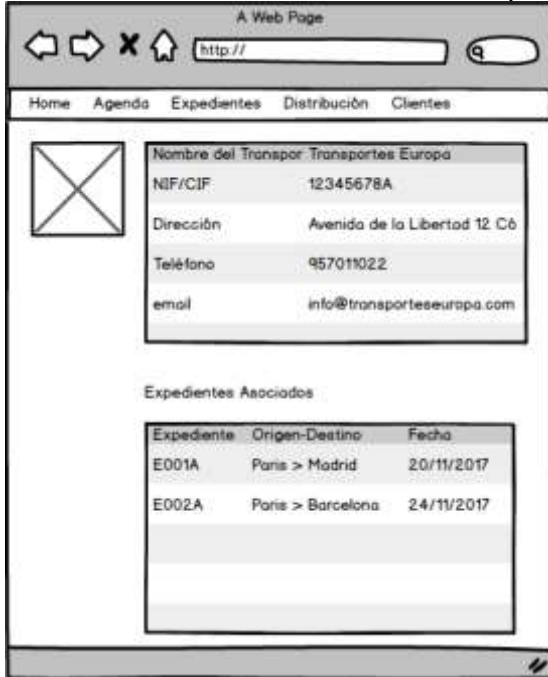 A Web Page
http://
Home Agenda Expedientes Distribución Clientes
Nombre del Transpor Transportes Europa
NIF/CIF 12345678A
Dirección Avenida de la Libertad 12 Có
Teléfono 957011022
email info@transporteseuropa.com
Expedientes Asociados
Expediente Origen-Destino Fecha
E001A Paris > Madrid 20/11/2017
E002A Paris > Barcelona 24/11/2017